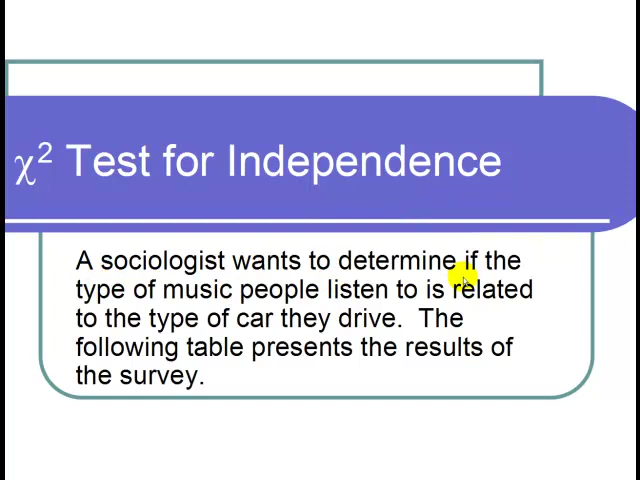 χ² Test for Independence
A sociologist wants to determine if the
type of music people listen to is related
to the type of car they drive.  The
following table presents the results of
the survey.